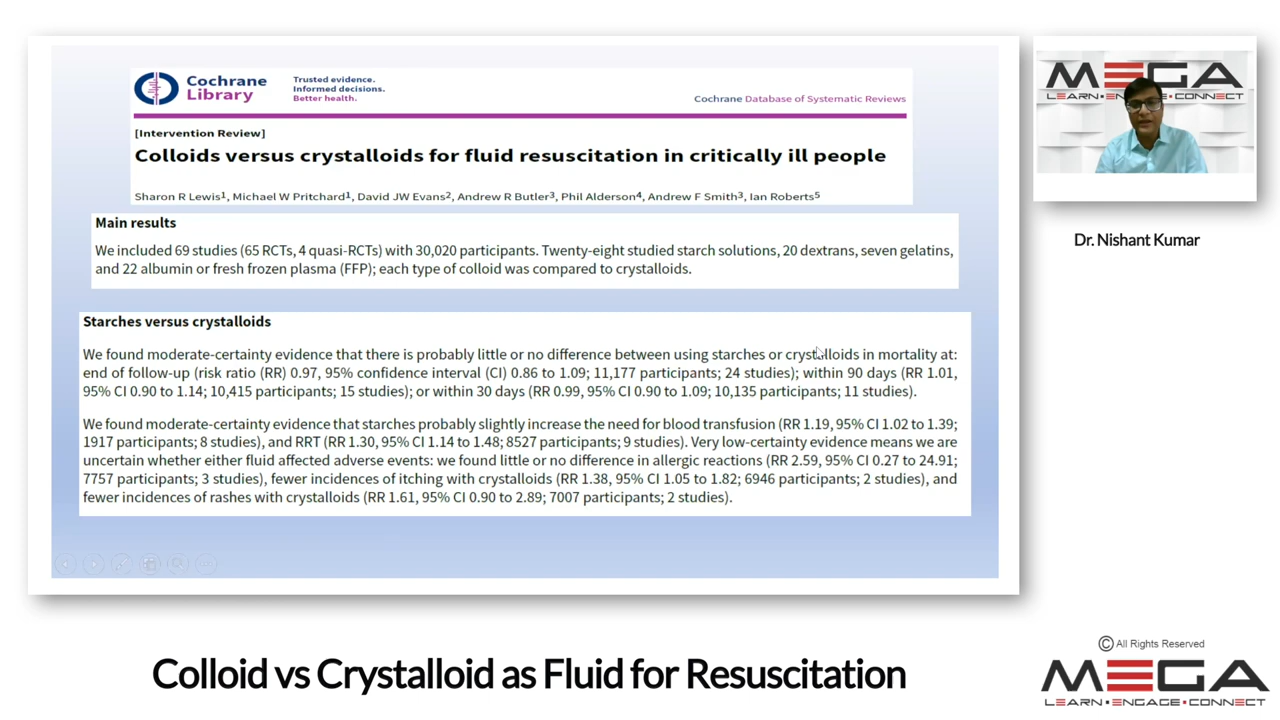 Cochrane
Library
Trusted evidence.
Informed decisions.
Better health.
Cochrane Database of Systematic Reviews
[Intervention Review]
Colloids versus crystalloids for fluid resuscitation in critically ill people
Sharon R Lewis1, Michael W Pritchard1, David JW Evans2, Andrew R Butler3, Phil Alderson4, Andrew F Smith3, Ian Roberts5
Main results
We included 69 studies (65 RCTs, 4 quasi-RCTs) with 30,020 participants. Twenty-eight studied starch solutions, 20 dextrans, seven gelatins,
and 22 albumin or fresh frozen plasma (FFP); each type of colloid was compared to crystalloids.
Starches versus crystalloids
We found moderate-certainty evidence that there is probably little or no difference between using starches or crystalloids in mortality at:
end of follow-up (risk ratio (RR) 0.97, 95% confidence interval (CI) 0.86 to 1.09; 11,177 participants; 24 studies); within 90 days (RR 1.01,
95% CI 0.90 to 1.14; 10,415 participants; 15 studies); or within 30 days (RR 0.99, 95% CI 0.90 to 1.09; 10,135 participants; 11 studies).
We found moderate-certainty evidence that starches probably slightly increase the need for blood transfusion (RR 1.19, 95% CI 1.02 to 1.39;
1917 participants; 8 studies), and RRT (RR 1.30, 95% CI 1.14 to 1.48; 8527 participants; 9 studies). Very low-certainty evidence means we are
uncertain whether either fluid affected adverse events: we found little or no difference in allergic reactions (RR 2.59, 95% CI 0.27 to 24.91;
7757 participants; 3 studies), fewer incidences of itching with crystalloids (RR 1.38, 95% CI 1.05 to 1.82; 6946 participants; 2 studies), and
fewer incidences of rashes with crystalloids (RR 1.61, 95% CI 0.90 to 2.89; 7007 participants; 2 studies).
MEGA
LEARN•ENGAGE•CONNECT
Dr. Nishant Kumar
Colloid vs Crystalloid as Fluid for Resuscitation
© All Rights Reserved
MEGA
LEARN•ENGAGE•CONNECT